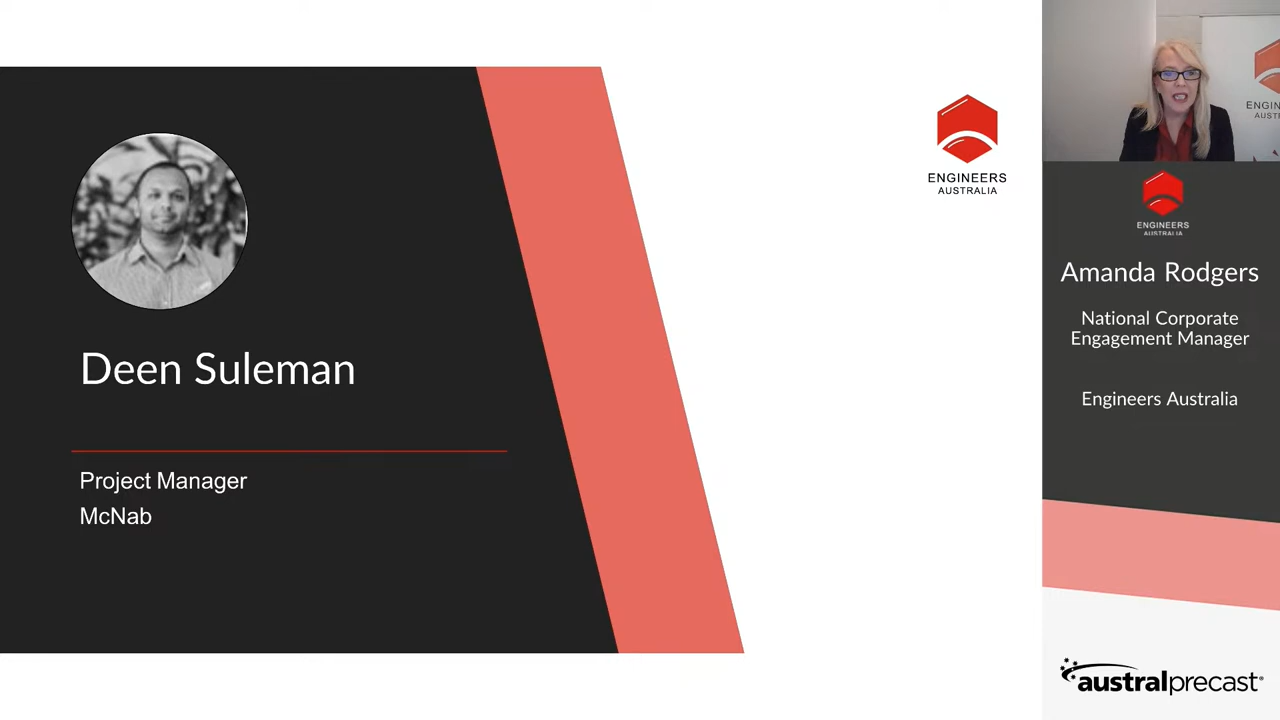 Deen Suleman
Project Manager
McNab
ENGINEERS
AUSTRALIA
ENGINEERS
AUSTRALIA
Amanda Rodgers
National Corporate
Engagement Manager
Engineers Australia
australprecast®